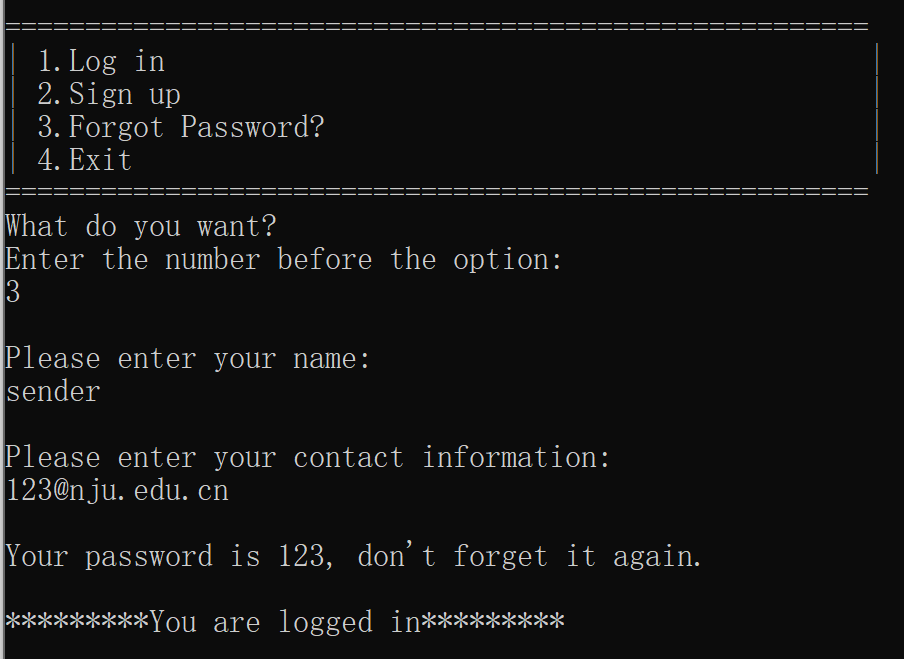 ======================================================
| 1.Log in |
| 2.Sign up |
| 3.Forgot Password? |
| 4.Exit |
======================================================
What do you want?
Enter the number before the option:
3
Please enter your name:
sender
Please enter your contact information:
123@nju.edu.cn
Your password is 123, don't forget it again.
*********You are logged in*********